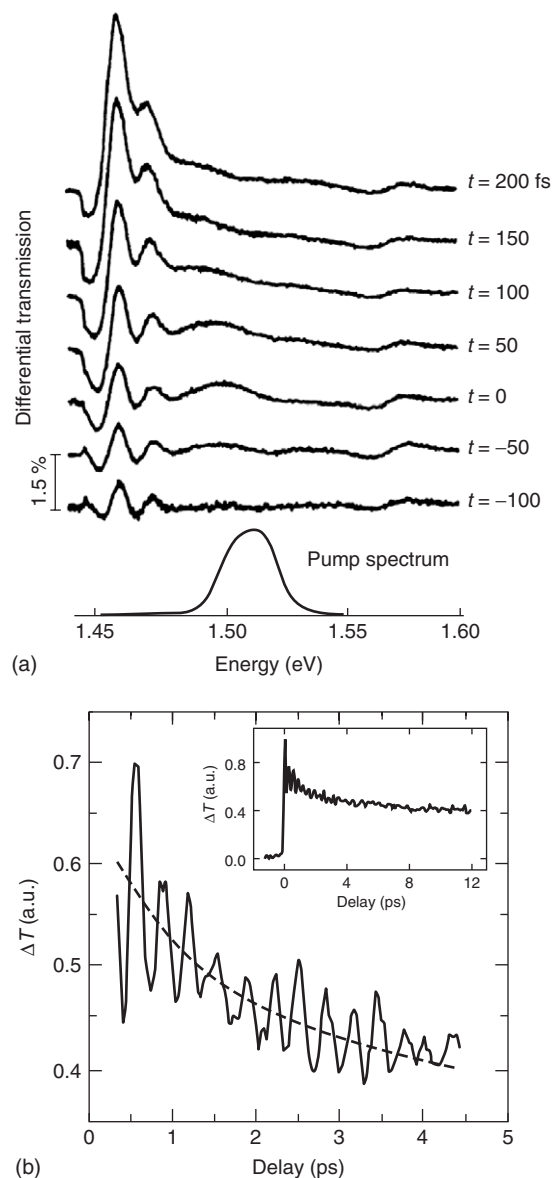 t = 200 fs
t = 150
t = 100
t = 50
t = 0
t = −50
t = −100
Differential transmission
1.5 %
Pump spectrum
1.45 1.50 1.55 1.60
(a) Energy (eV)
0.7
0.6
0.5
0.4
ΔT (a.u.)
0.8
0.4
0.0
ΔT (a.u.)
0 4 8 12
Delay (ps)
0 1 2 3 4 5
(b) Delay (ps)